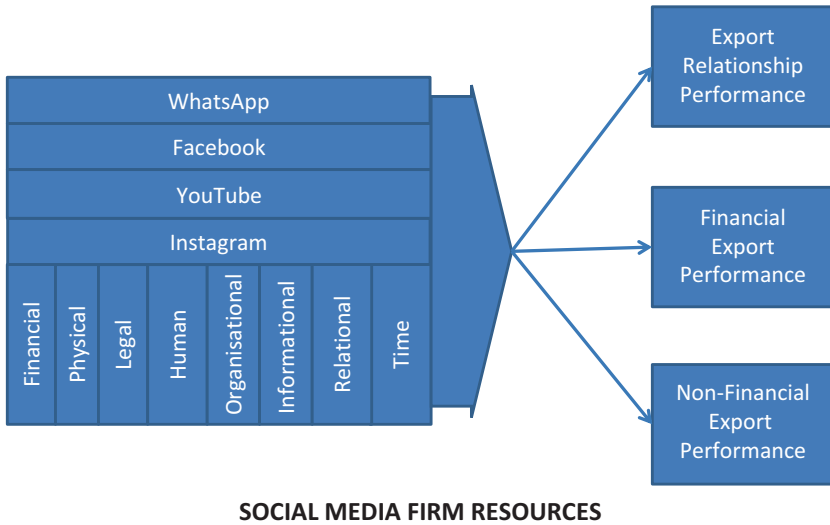 WhatsApp
Facebook
YouTube
Instagram
Financial
Physical
Legal
Human
Organisational
Informational
Relational
Time
Export
Relationship
Performance
Financial
Export
Performance
Non-Financial
Export
Performance
SOCIAL MEDIA FIRM RESOURCES